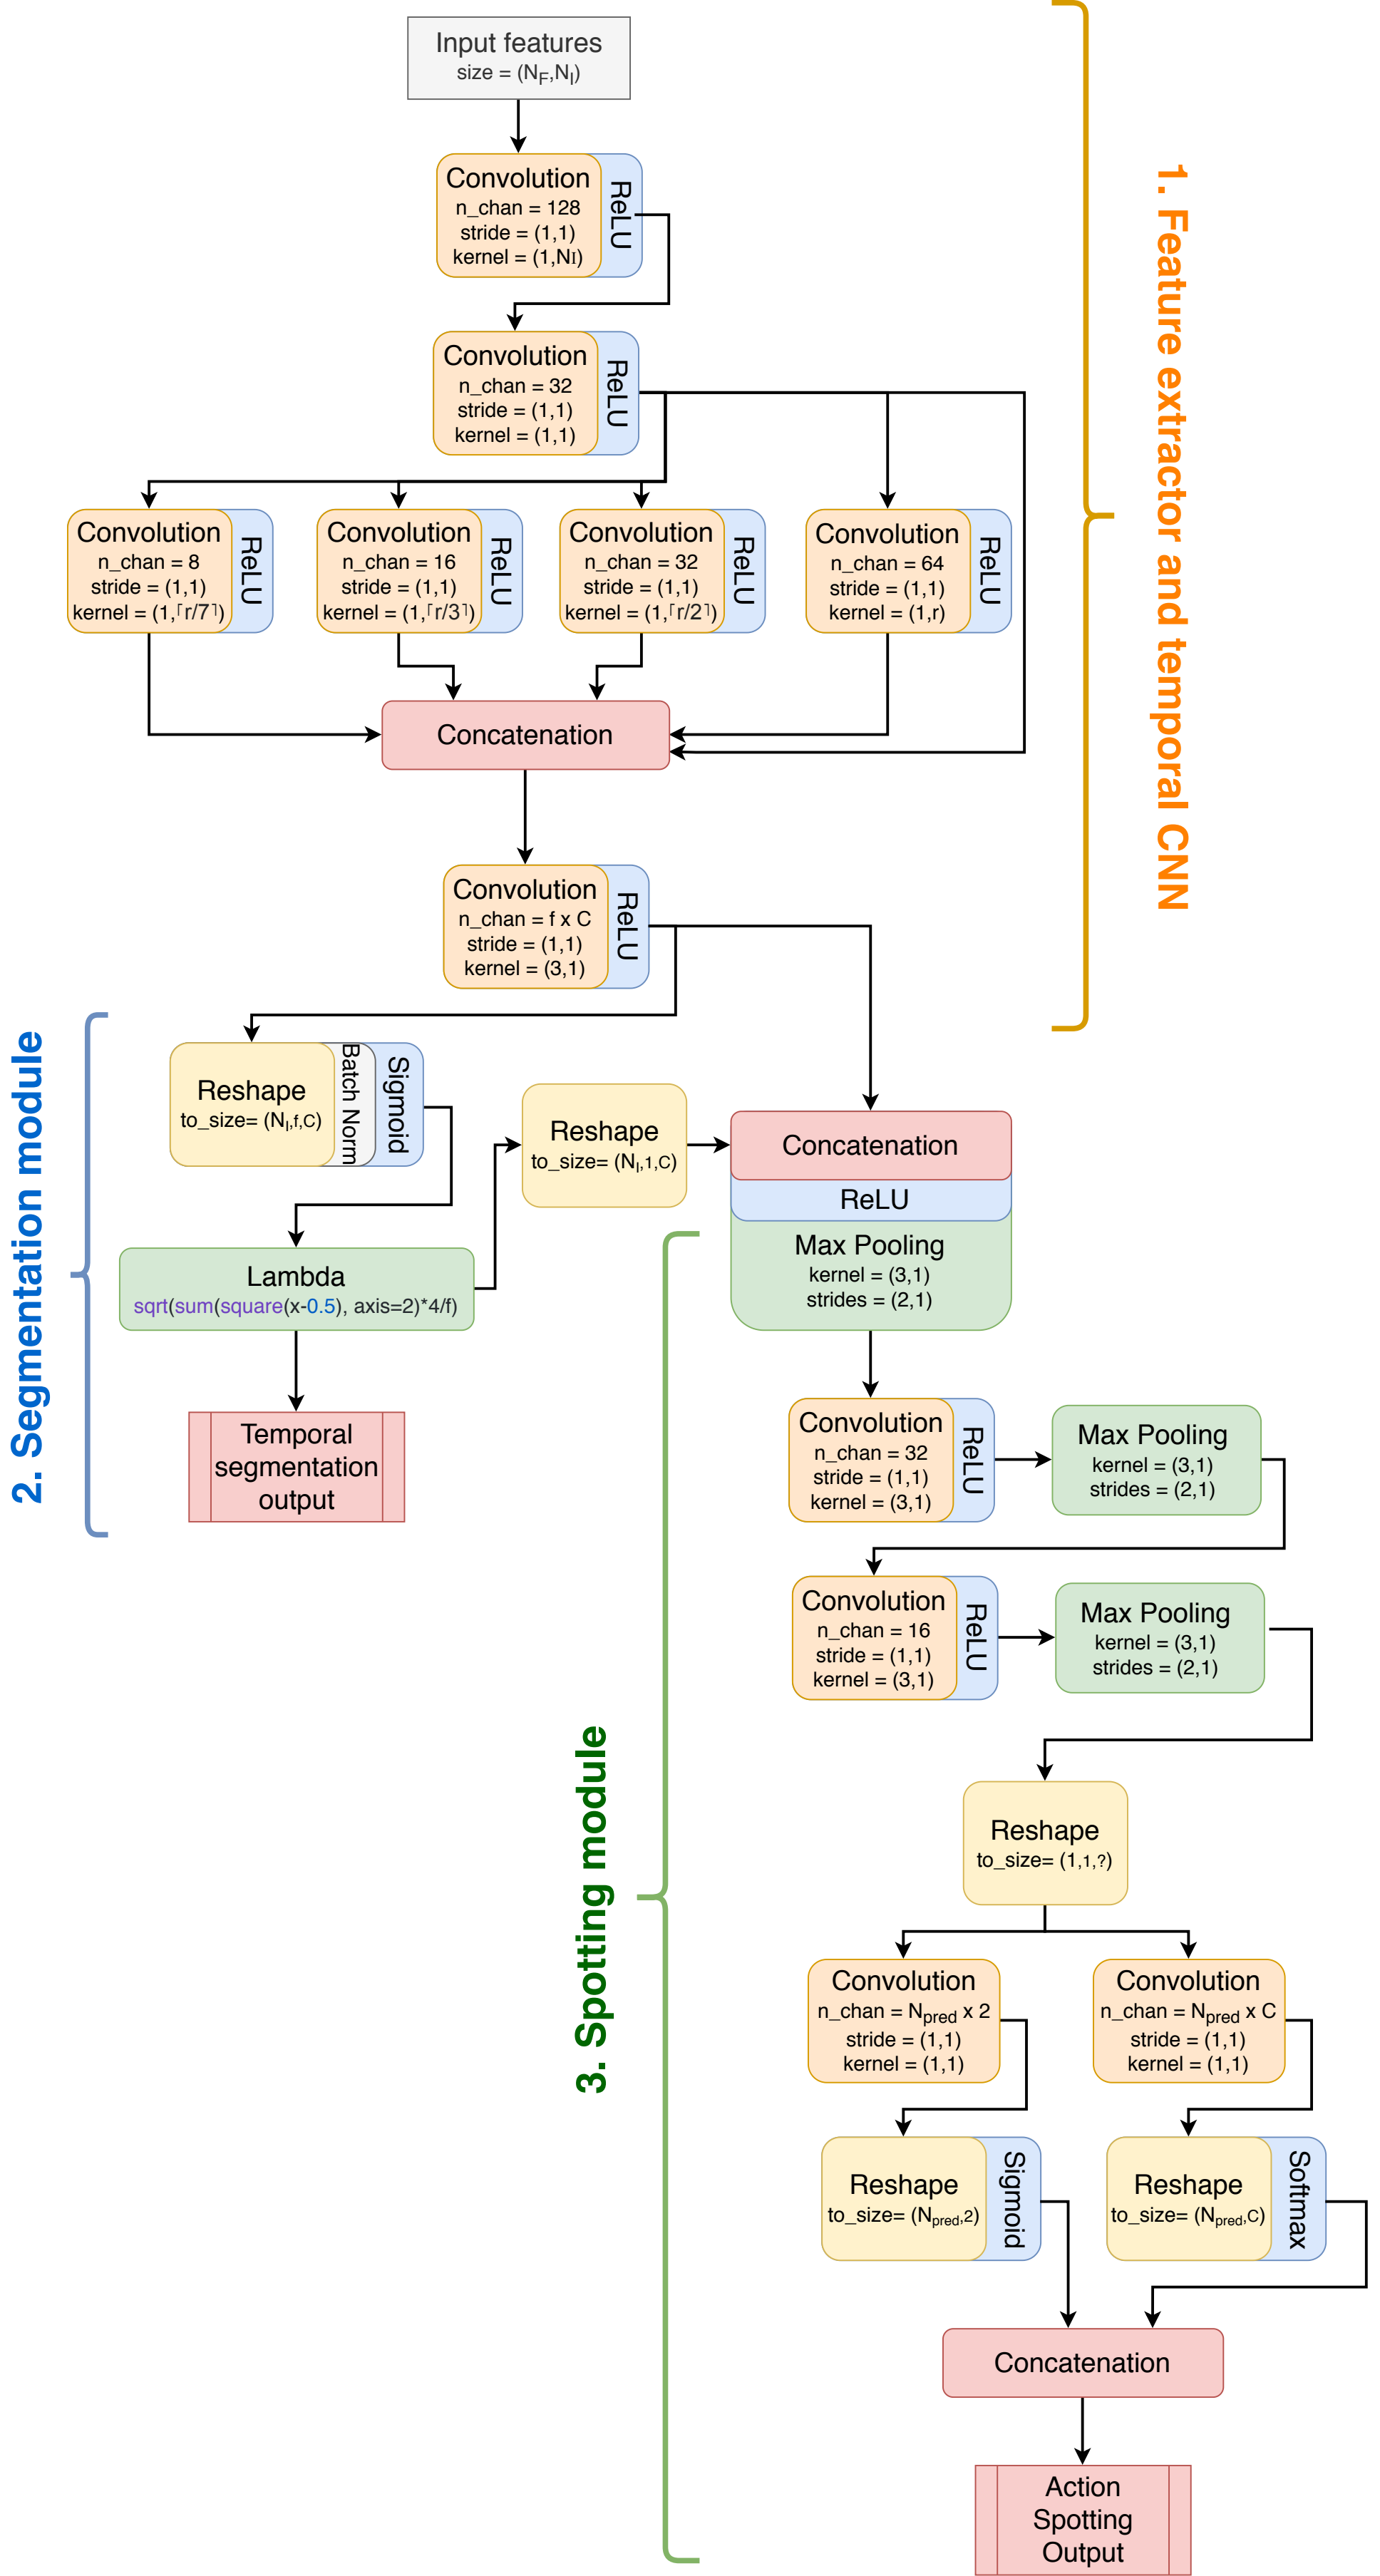 Input features
size = (N_F,N_I)
Convolution
n_chan = 128
stride = (1,1)
kernel = (1,NI)
ReLU
Convolution
n_chan = 32
stride = (1,1)
kernel = (1,1)
ReLU
Convolution
n_chan = 8
stride = (1,1)
kernel = (1,⌈r/7⌉)
ReLU
Convolution
n_chan = 16
stride = (1,1)
kernel = (1,⌈r/3⌉)
ReLU
Convolution
n_chan = 32
stride = (1,1)
kernel = (1,⌈r/2⌉)
ReLU
Convolution
n_chan = 64
stride = (1,1)
kernel = (1,r)
ReLU
Concatenation
Convolution
n_chan = f x C
stride = (1,1)
kernel = (3,1)
ReLU
1. Feature extractor and temporal CNN
2. Segmentation module
Reshape
to_size= (N_I,f,C)
Batch Norm
Sigmoid
Reshape
to_size= (N_I,1,C)
Lambda
sqrt(sum(square(x-0.5), axis=2)*4/f)
Temporal
segmentation
output
Concatenation
ReLU
Max Pooling
kernel = (3,1)
strides = (2,1)
3. Spotting module
Convolution
n_chan = 32
stride = (1,1)
kernel = (3,1)
ReLU
Max Pooling
kernel = (3,1)
strides = (2,1)
Convolution
n_chan = 16
stride = (1,1)
kernel = (3,1)
ReLU
Max Pooling
kernel = (3,1)
strides = (2,1)
Reshape
to_size= (1,1,?)
Convolution
n_chan = N_pred x 2
stride = (1,1)
kernel = (1,1)
Convolution
n_chan = N_pred x C
stride = (1,1)
kernel = (1,1)
Reshape
to_size= (N_pred,2)
Sigmoid
Reshape
to_size= (N_pred,C)
Softmax
Concatenation
Action
Spotting
Output